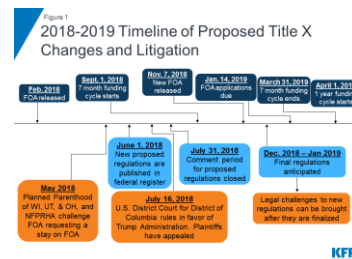 Figure 1
2018-2019 Timeline of Proposed Title X
Changes and Litigation
Feb. 2018
FOA released
Sept. 1, 2018
7 month funding
cycle starts
Nov. 7, 2018
New FOA
released
Jan. 14, 2019
FOA applications
due
March 31, 2019
7 month funding
cycle ends
April 1, 201
1 year fundin
cycle starts
May 2018
Planned Parenthood
of WI, UT, & OH, and
NFPRHA challenge
FOA requesting a
stay on FOA
June 1, 2018
New proposed
regulations are
published in
federal register
July 16, 2018
U.S. District Court for District of
Columbia rules in favor of
Trump Administration. Plaintiffs
have appealed
July 31, 2018
Comment period
for proposed
regulations closed
Dec. 2018 – Jan 2019
Final regulations
anticipated
Legal challenges to new
regulations can be brought
after they are finalized
KFF